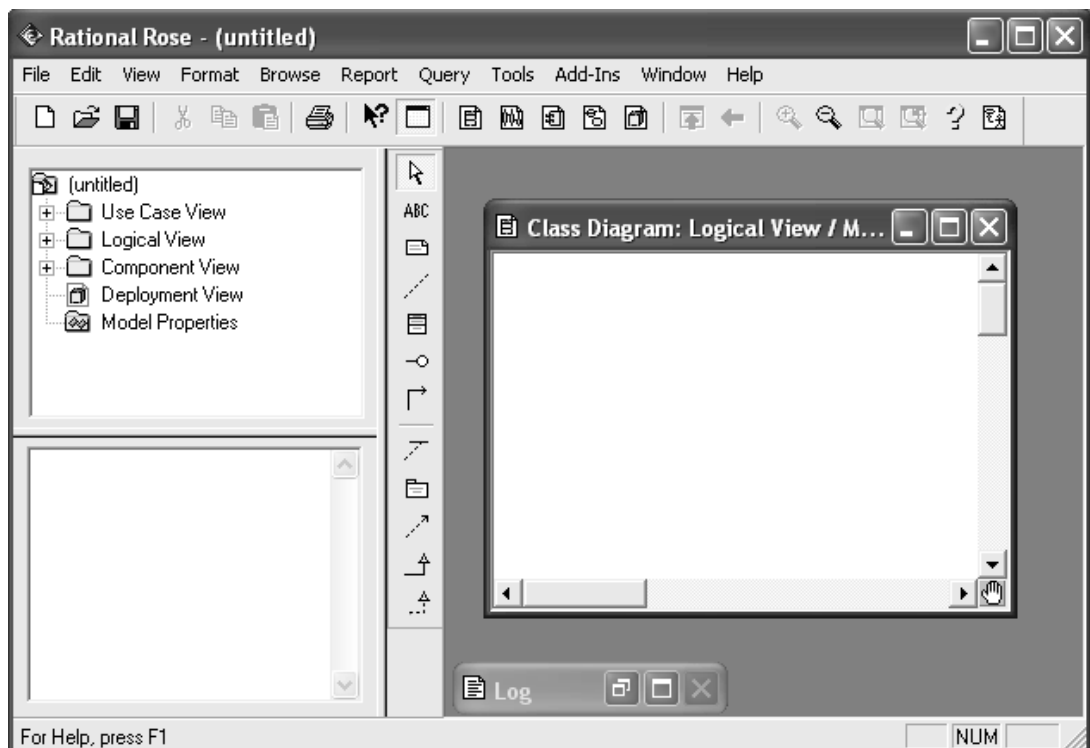 Rational Rose - (untitled)
File Edit View Format Browse Report Query Tools Add-Ins Window Help
(untitled)
Use Case View
Logical View
Component View
Deployment View
Model Properties
ABC
Class Diagram: Logical View / M...
Log
For Help, press F1
NUM